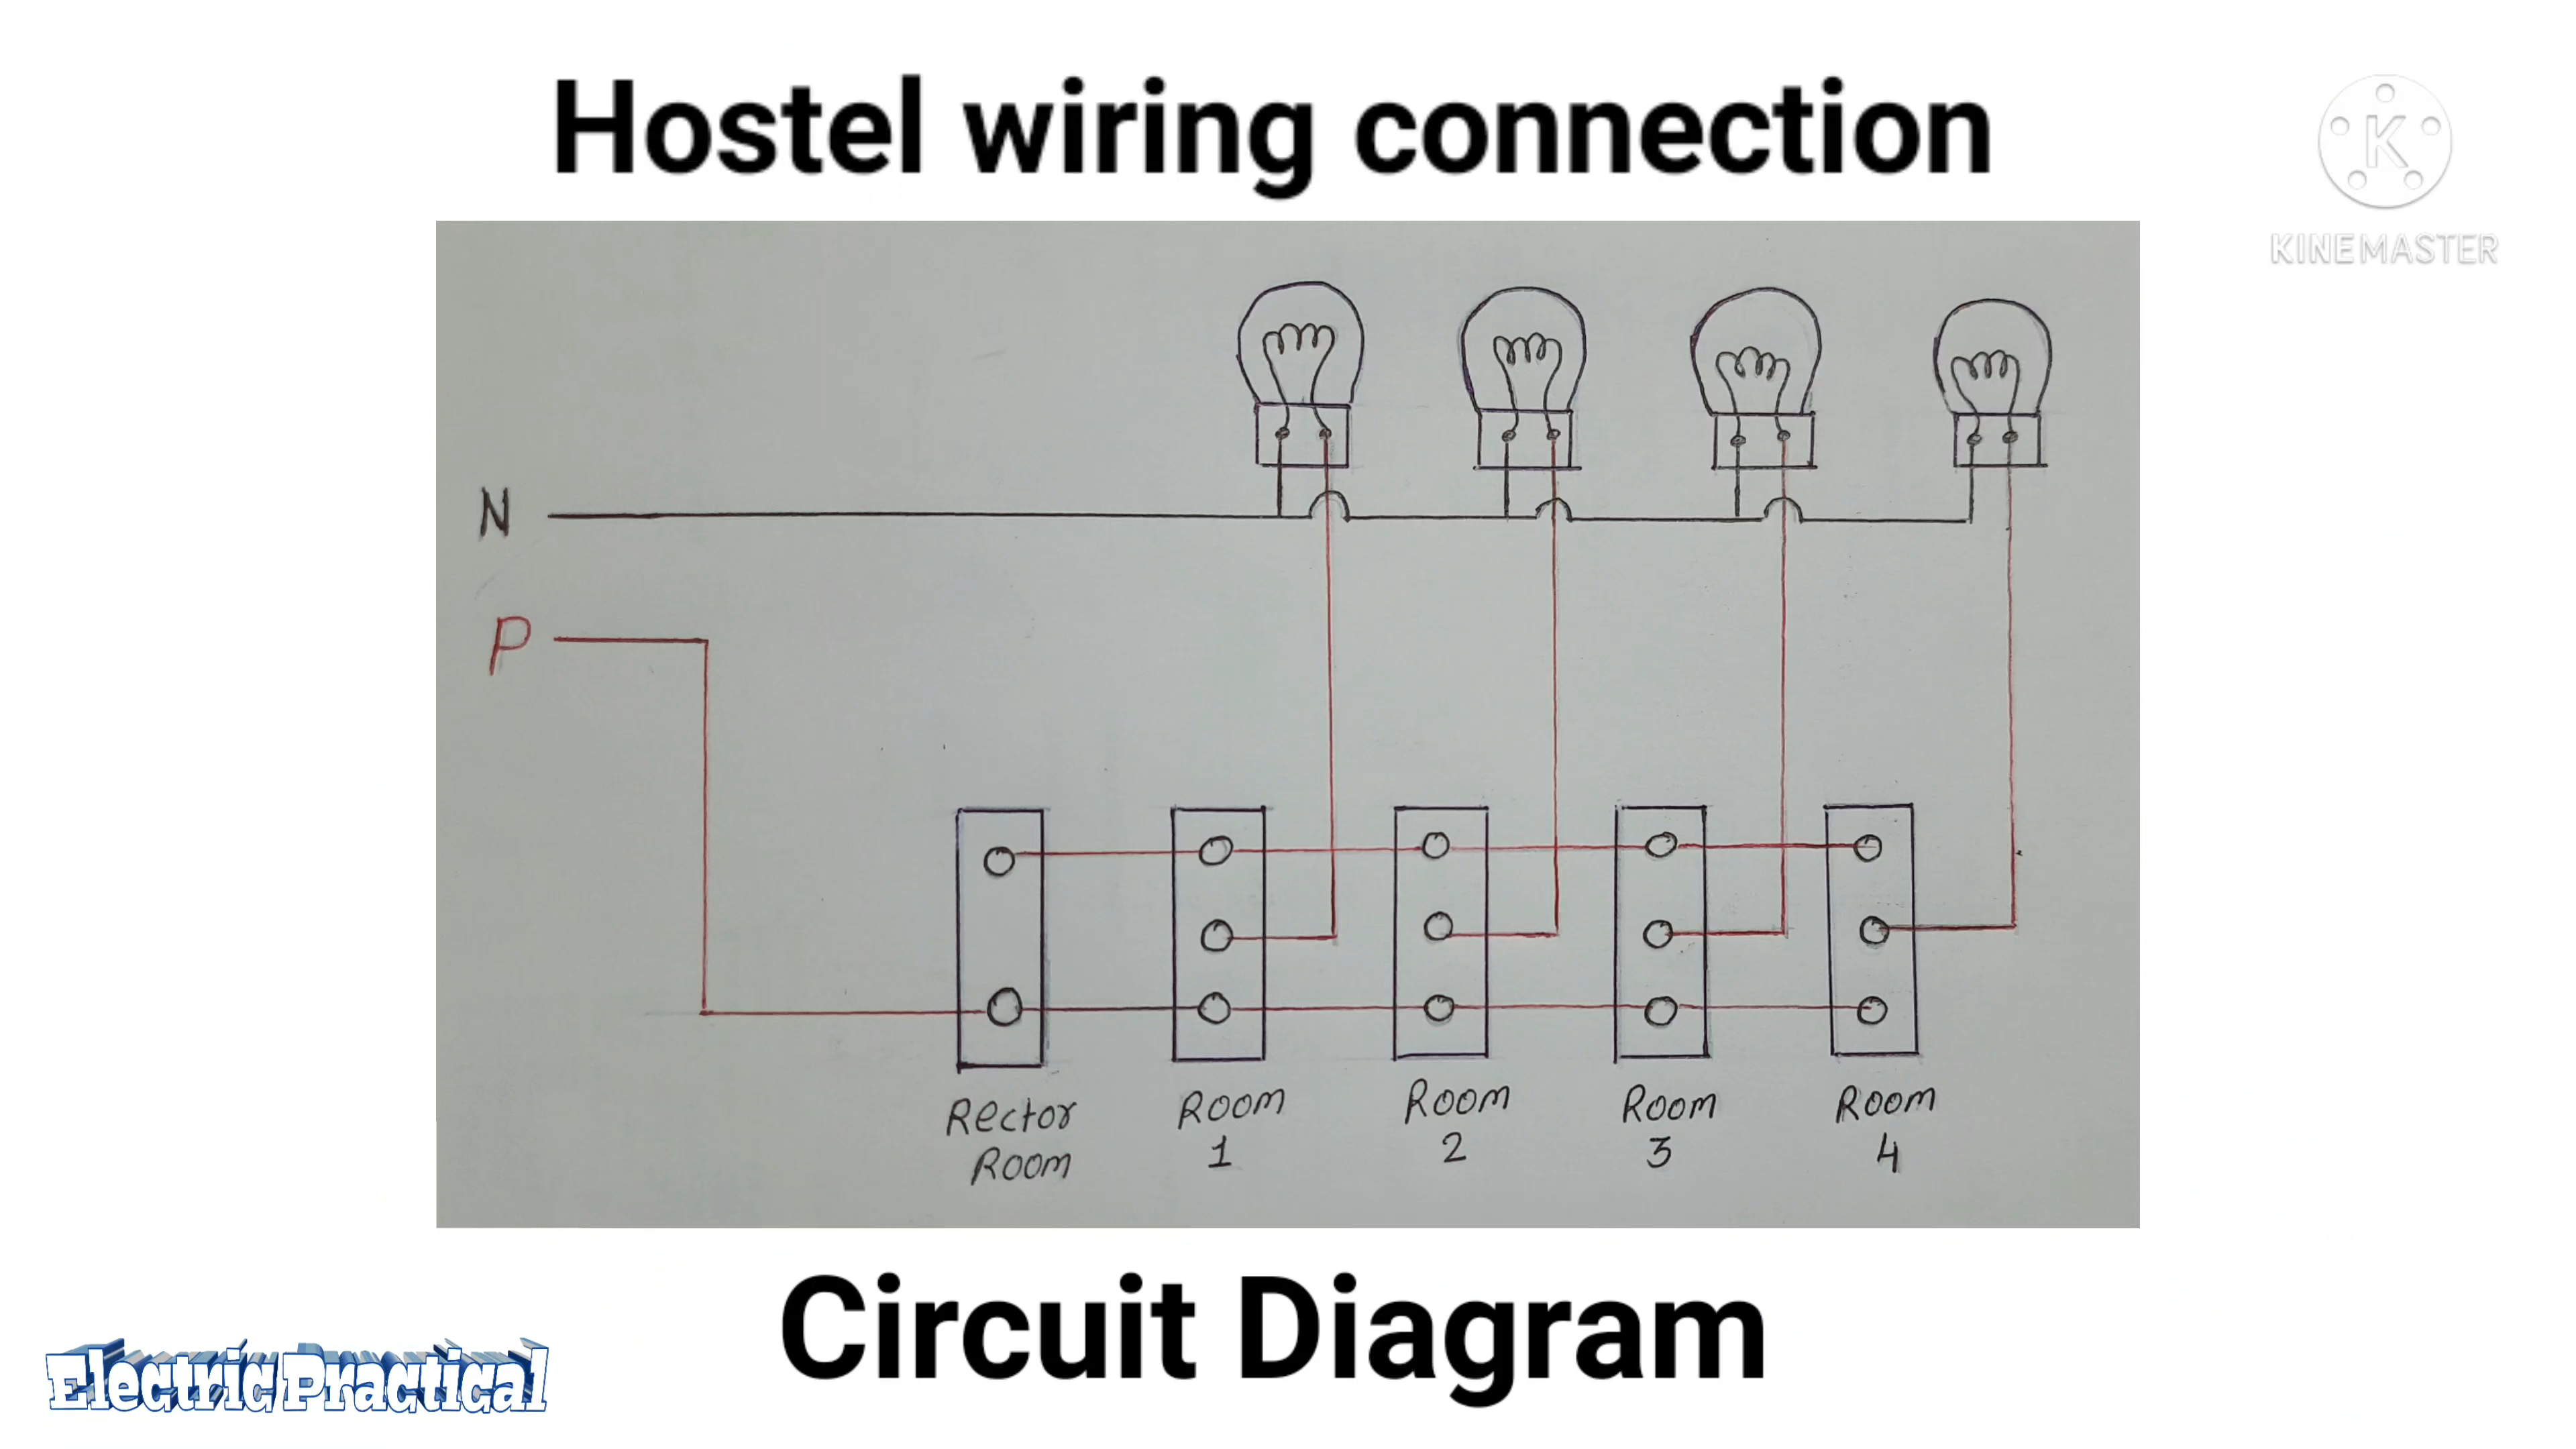 Hostel wiring connection
K
KINEMASTER
N
P
Rector
Room
Room
1
Room
2
Room
3
Room
4
Circuit Diagram
Electric Practical